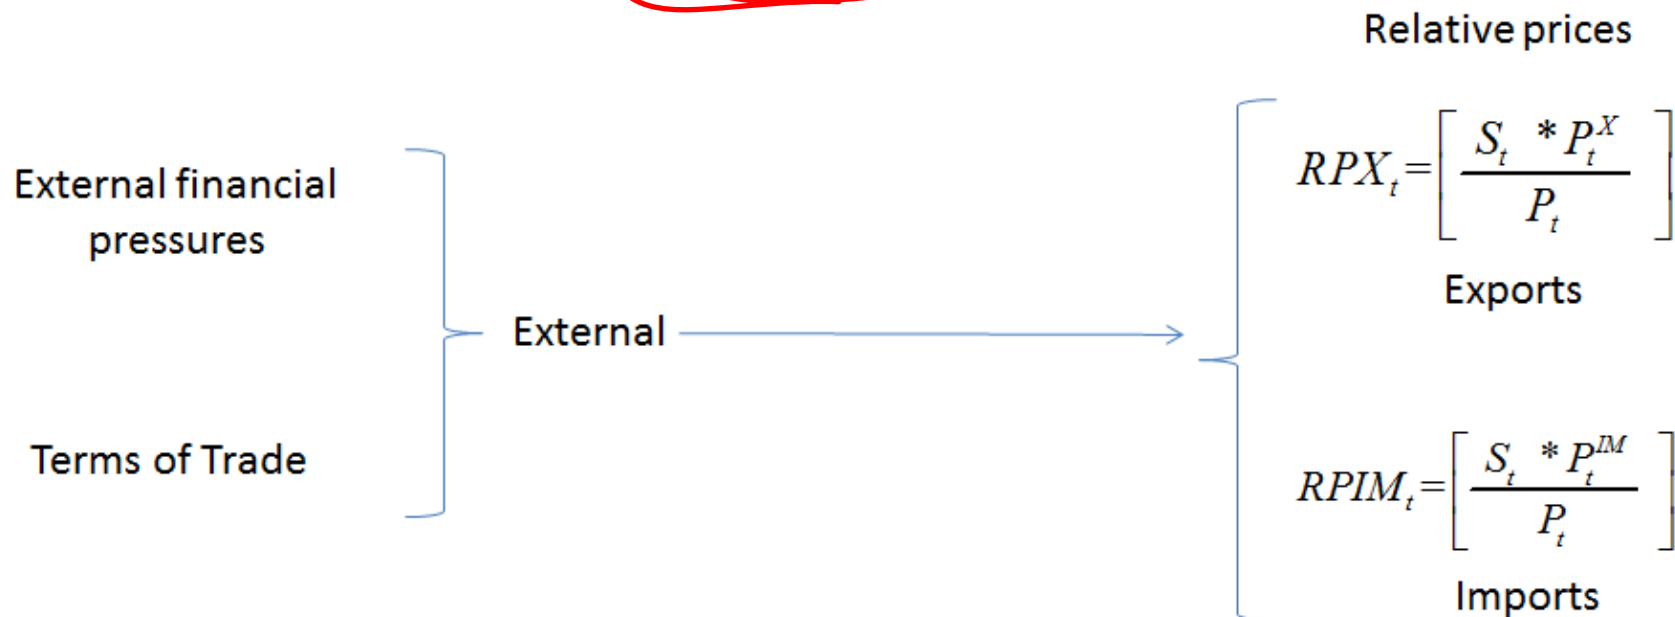 Relative prices
External financial
pressures
Terms of Trade
External
RPX_t=[ S_t * P_t^X / P_t ]
Exports
RPIM_t=[ S_t * P_t^IM / P_t ]
Imports